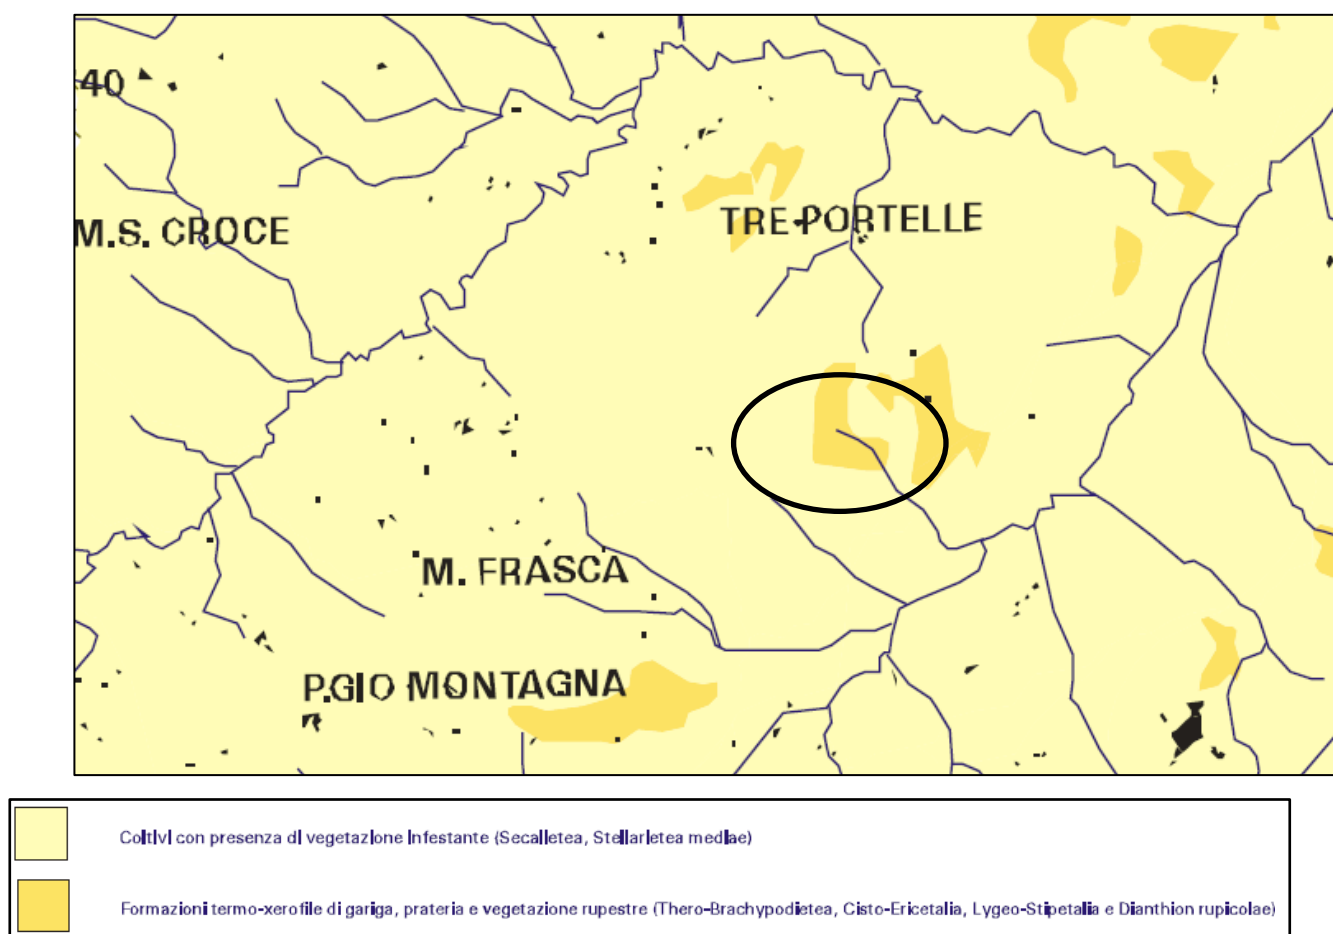 40
M.S. CROCE
TRE PORTELLE
M. FRASCA
P.GIO MONTAGNA
Coltivi con presenza di vegetazione infestante (Secalietea, Stellarietea mediae)
Formazioni termo-xerofile di gariga, prateria e vegetazione rupestre (Thero-Brachypodietea, Cisto-Ericetalia, Lygeo-Stipetalia e Dianthion rupicolae)